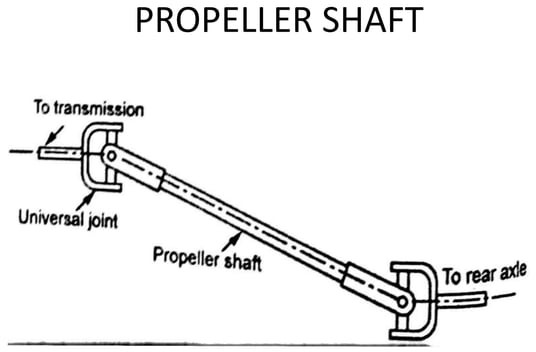 PROPELLER SHAFT
To transmission
Universal joint
Propeller shaft
To rear axle